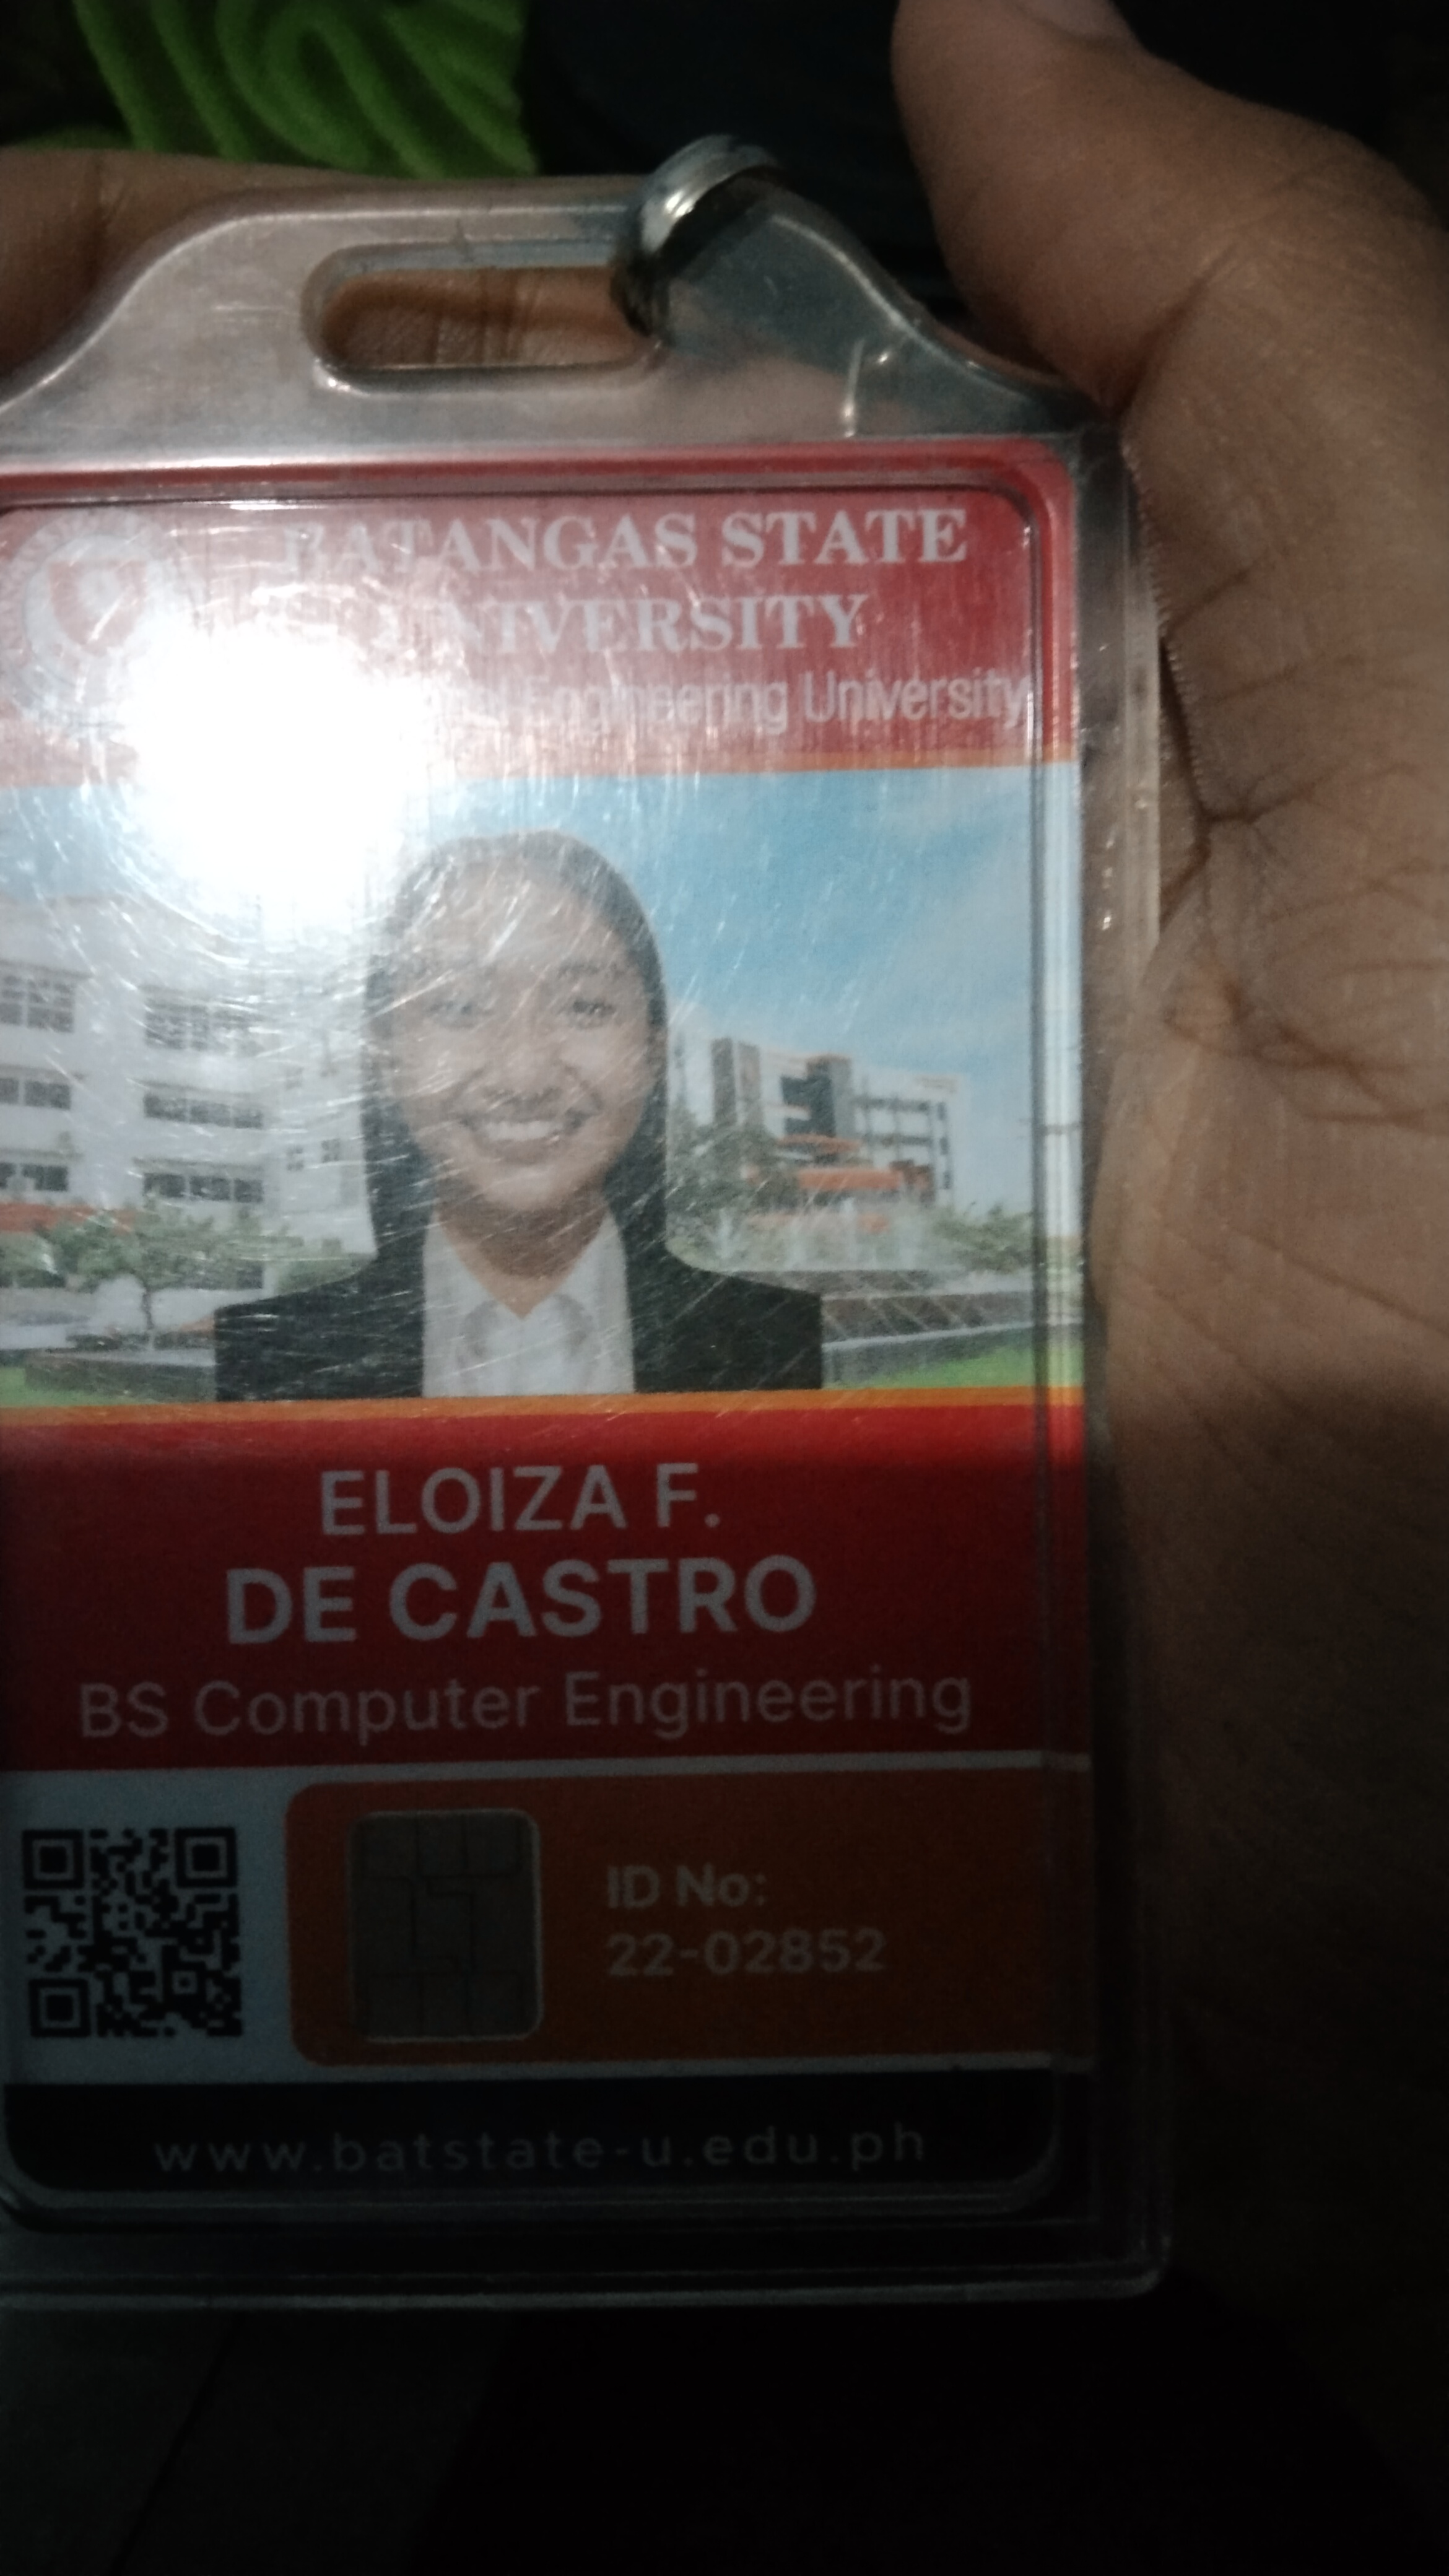 BATANGAS STATE
UNIVERSITY
Engineering University
ELOIZA F.
DE CASTRO
BS Computer Engineering
ID No:
22-02852
www.batstate-u.edu.ph